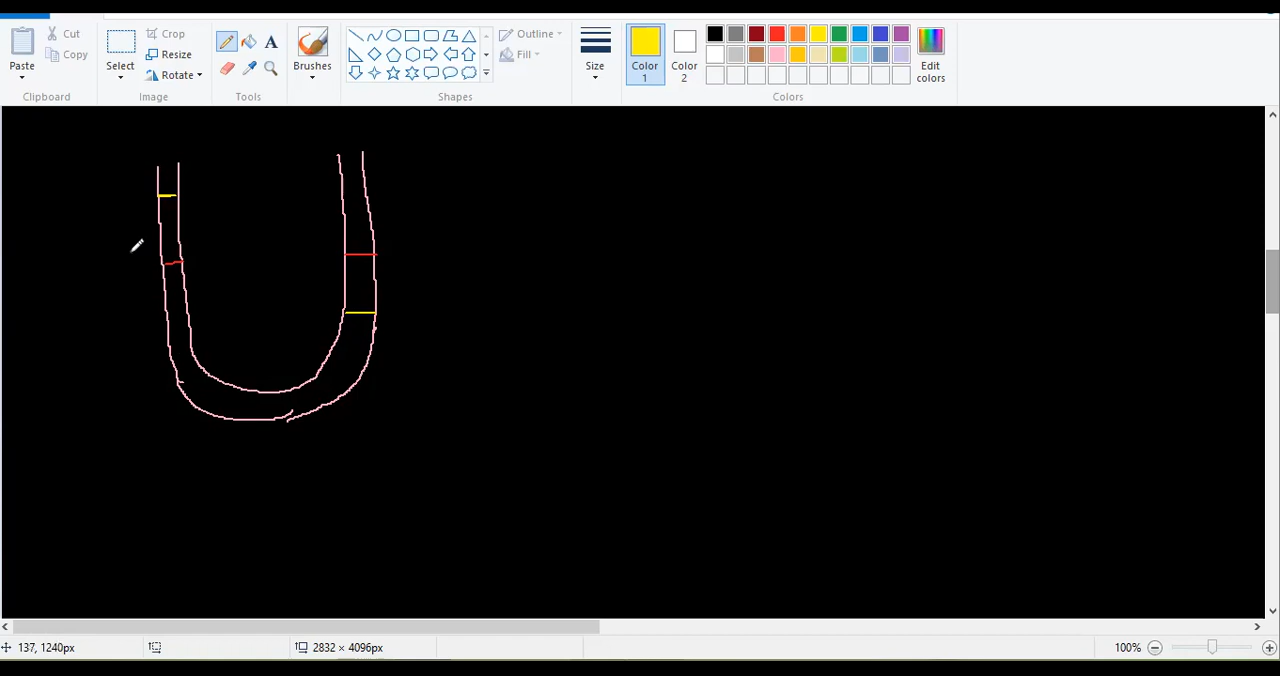 Cut
Copy
Paste
Clipboard
Select
Crop
Resize
Rotate
Image
A
Tools
Brushes
Shapes
Outline
Fill
Size
Color 1
Color 2
Edit colors
Colors
137, 1240px
2832 × 4096px
100%